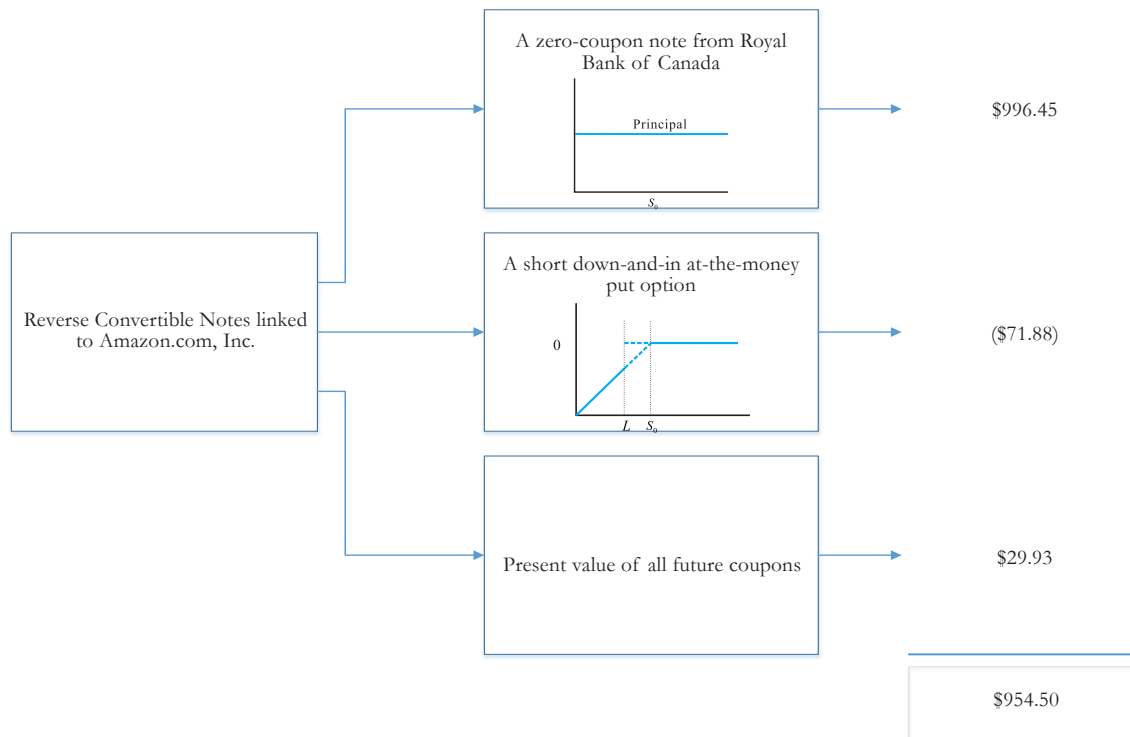 A zero-coupon note from Royal
Bank of Canada
Principal
S₀
$996.45
Reverse Convertible Notes linked
to Amazon.com, Inc.
A short down-and-in at-the-money
put option
0
L S₀
($71.88)
Present value of all future coupons
$29.93
$954.50